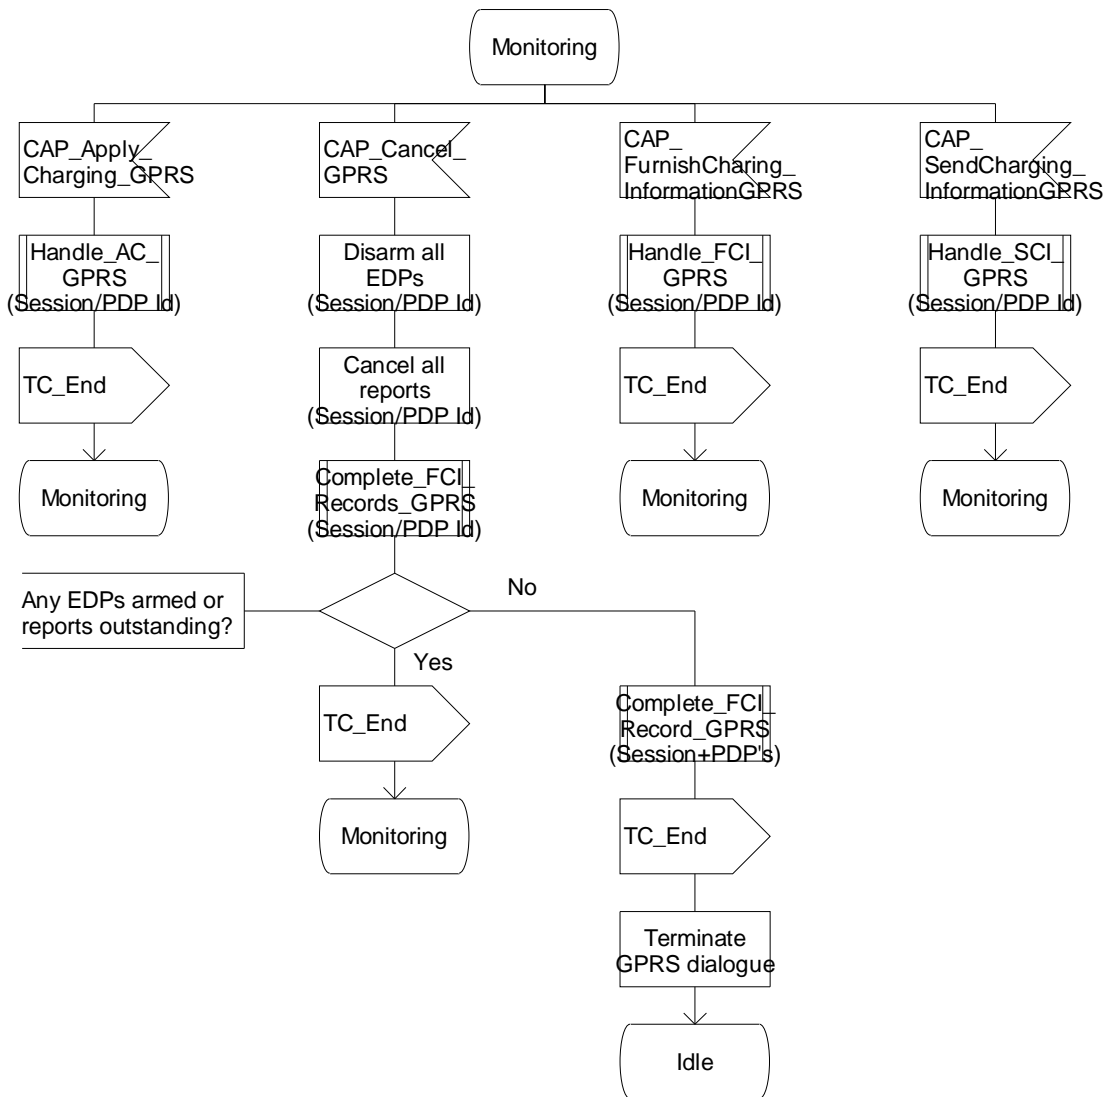 Monitoring
CAP_Apply_
Charging_GPRS
CAP_Cancel_
GPRS
CAP_
FurnishCharing_
InformationGPRS
CAP_
SendCharging_
InformationGPRS
Handle_AC_
GPRS
(Session/PDP Id)
Disarm all
EDPs
(Session/PDP Id)
Handle_FCI_
GPRS
(Session/PDP Id)
Handle_SCI_
GPRS
(Session/PDP Id)
TC_End
Cancel all
reports
(Session/PDP Id)
TC_End
TC_End
Monitoring
Complete_FCI_
Records_GPRS
(Session/PDP Id)
Monitoring
Monitoring
Any EDPs armed or
reports outstanding?
No
Yes
TC_End
Complete_FCI_
Record_GPRS
(Session+PDP's)
Monitoring
TC_End
Terminate
GPRS dialogue
Idle